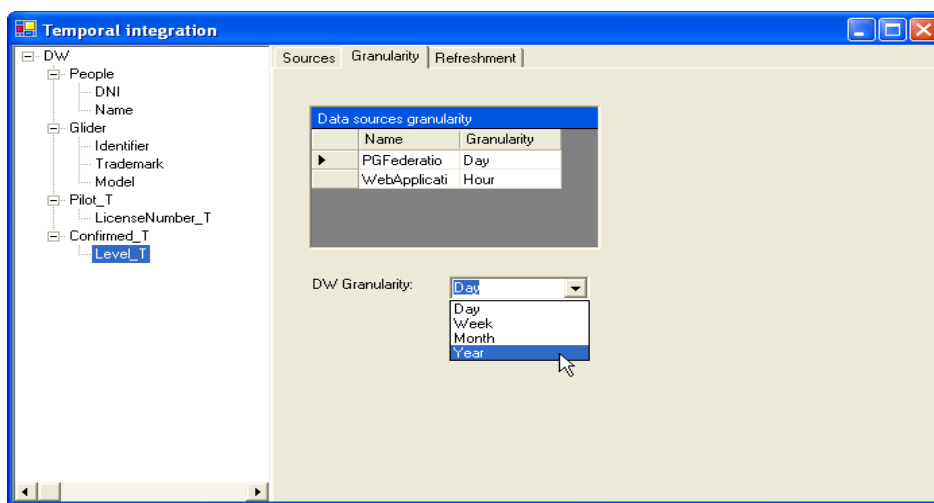 Temporal integration
DW
People
DNI
Name
Glider
Identifier
Trademark
Model
Pilot_T
LicenseNumber_T
Confirmed_T
Level_T
Sources Granularity Refreshment
Data sources granularity
Name Granularity
PGFederatio Day
WebApplicati Hour
DW Granularity: Day
Day
Week
Month
Year